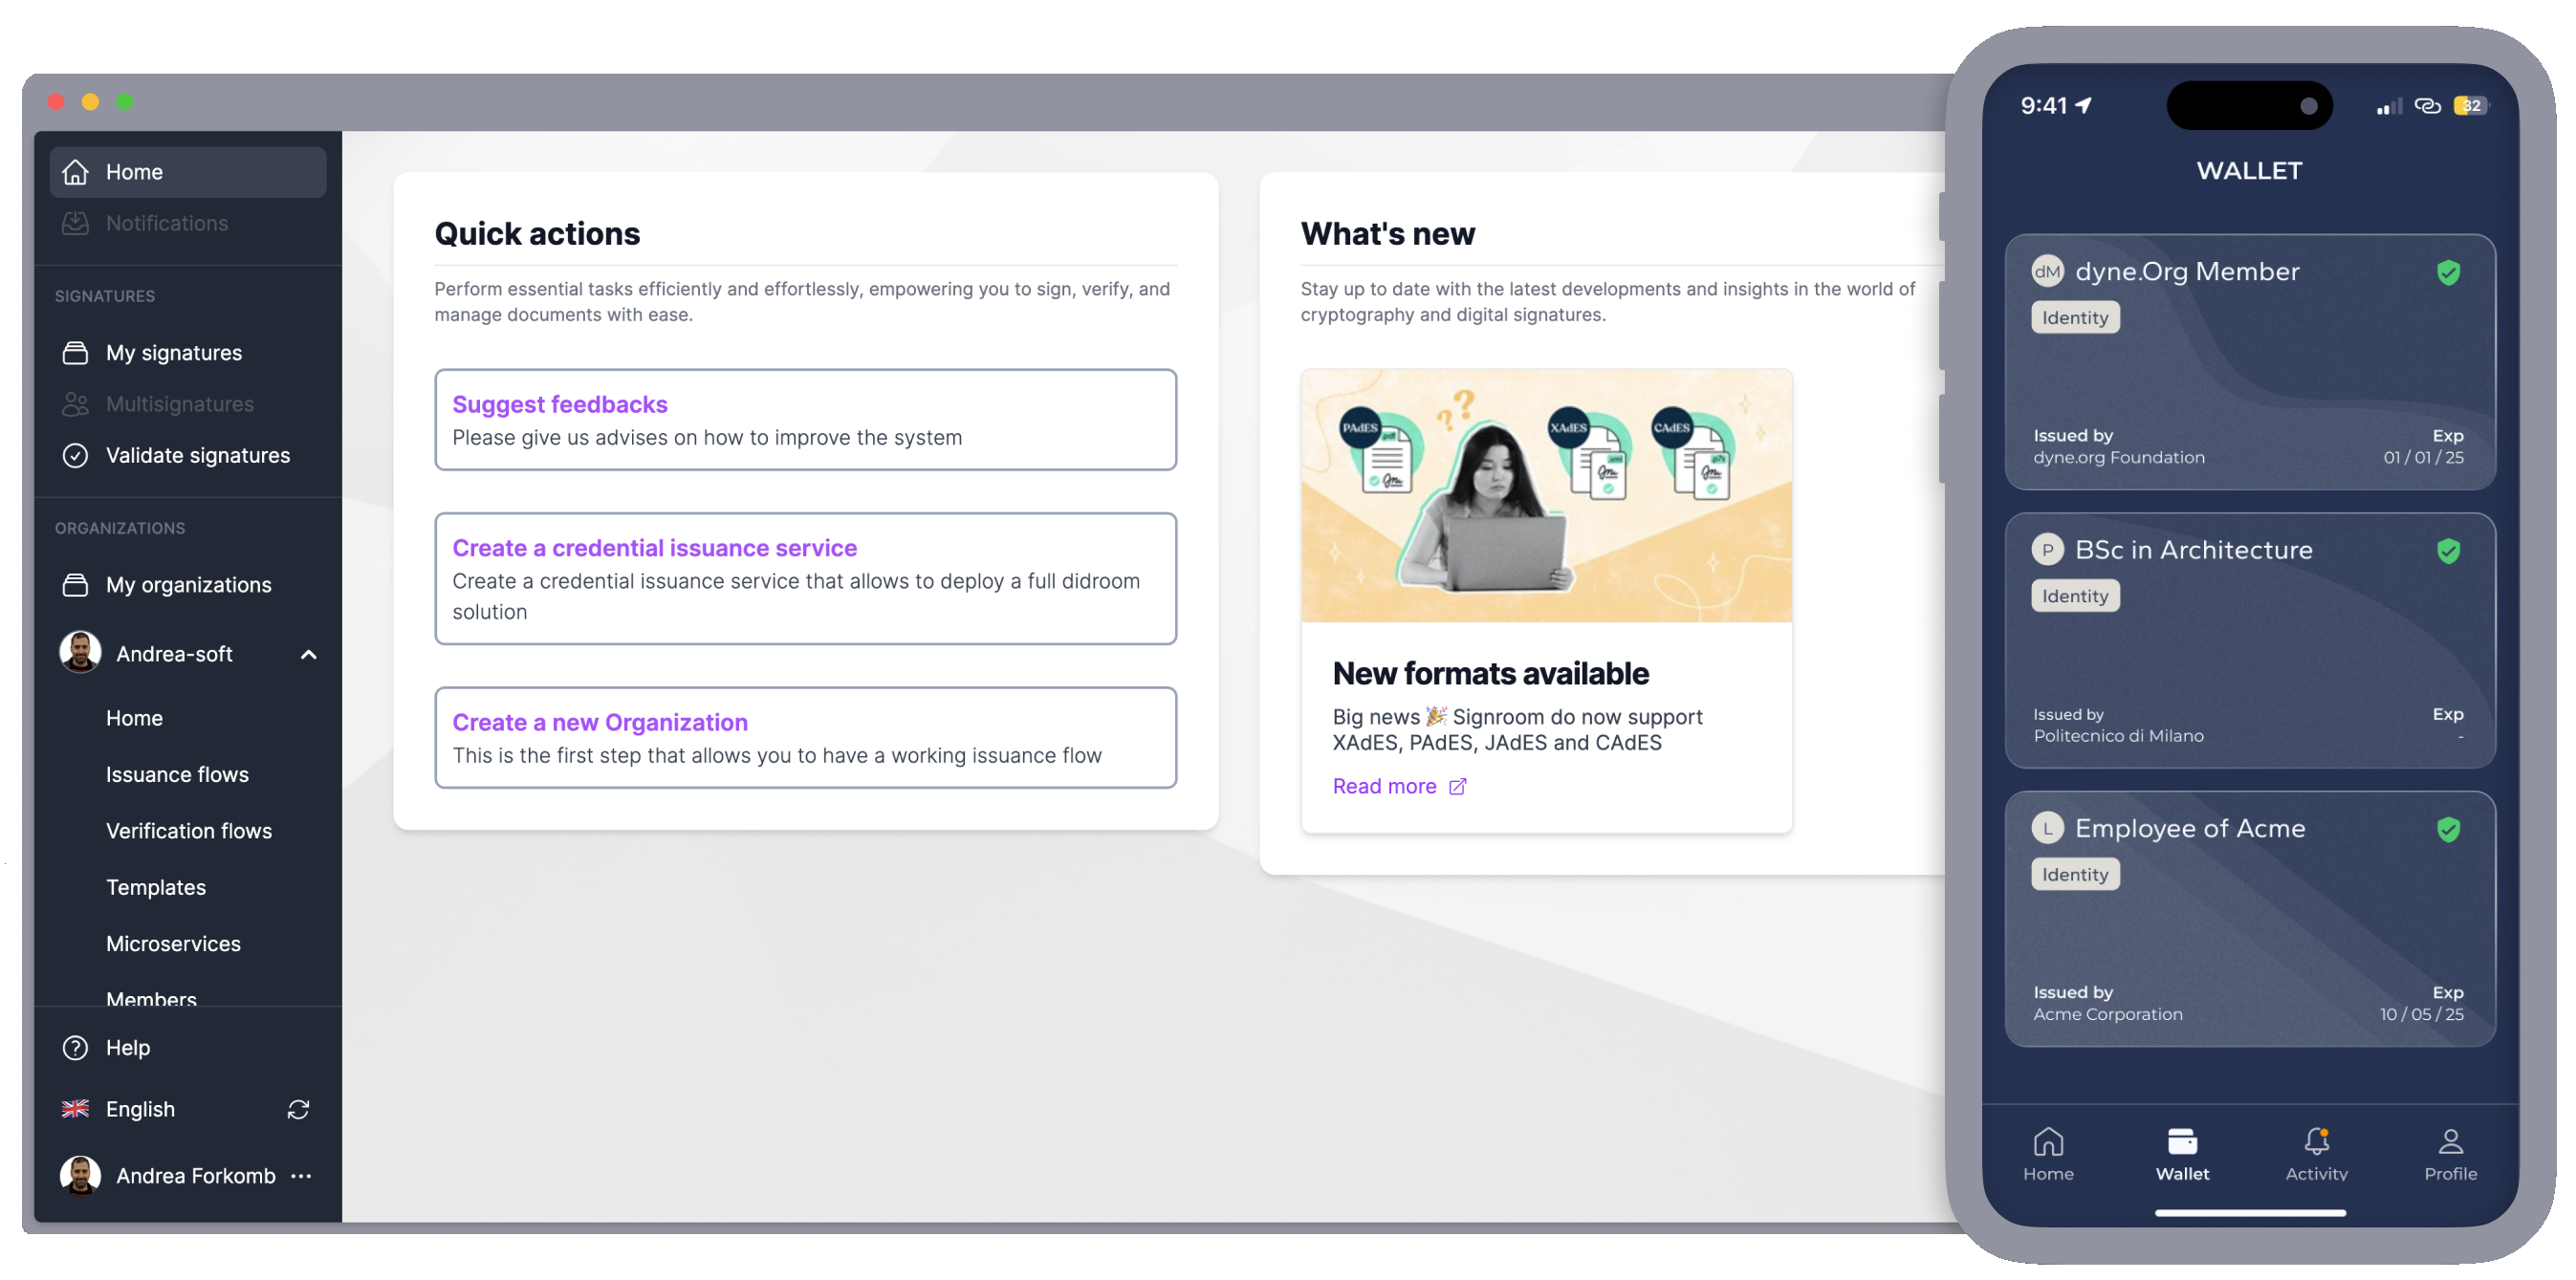 Home
Notifications
SIGNATURES
My signatures
Multisignatures
Validate signatures
ORGANIZATIONS
My organizations
Andrea-soft
Home
Issuance flows
Verification flows
Templates
Microservices
Members
Help
English
Andrea Forkomb ...
Quick actions
Perform essential tasks efficiently and effortlessly, empowering you to sign, verify, and
manage documents with ease.
Suggest feedbacks
Please give us advises on how to improve the system
Create a credential issuance service
Create a credential issuance service that allows to deploy a full didroom
solution
Create a new Organization
This is the first step that allows you to have a working issuance flow
What's new
Stay up to date with the latest developments and insights in the world of
cryptography and digital signatures.
PAdES
XAdES
CAdES
??
New formats available
Big news 🎉 Signroom do now support
XAdES, PAdES, JAdES and CAdES
Read more
9:41
32
WALLET
dM dyne.Org Member
Identity
Issued by Exp
dyne.org Foundation 01 / 01 / 25
P BSc in Architecture
Identity
Issued by Exp
Politecnico di Milano -
L Employee of Acme
Identity
Issued by Exp
Acme Corporation 10 / 05 / 25
Home Wallet Activity Profile